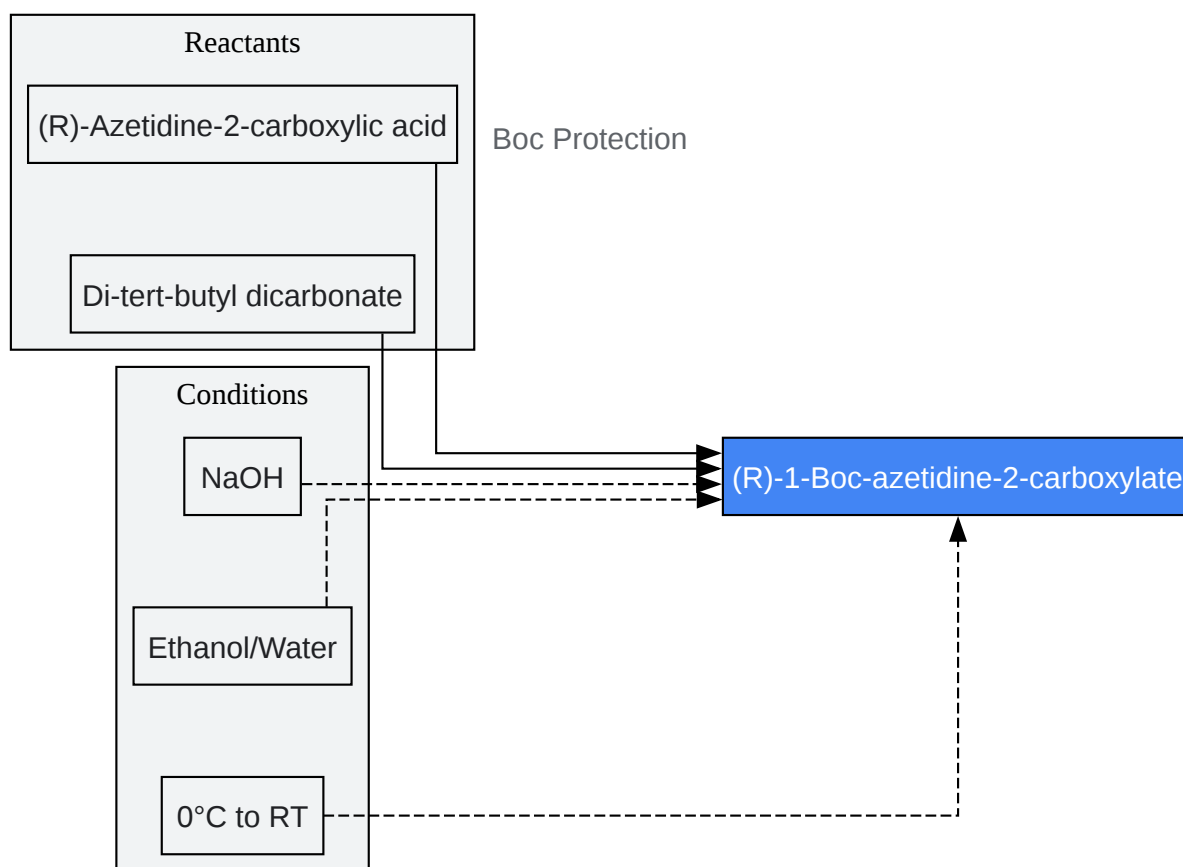 Reactants
(R)-Azetidine-2-carboxylic acid
Boc Protection
Di-tert-butyl dicarbonate
Conditions
NaOH
(R)-1-Boc-azetidine-2-carboxylate
Ethanol/Water
0°C to RT